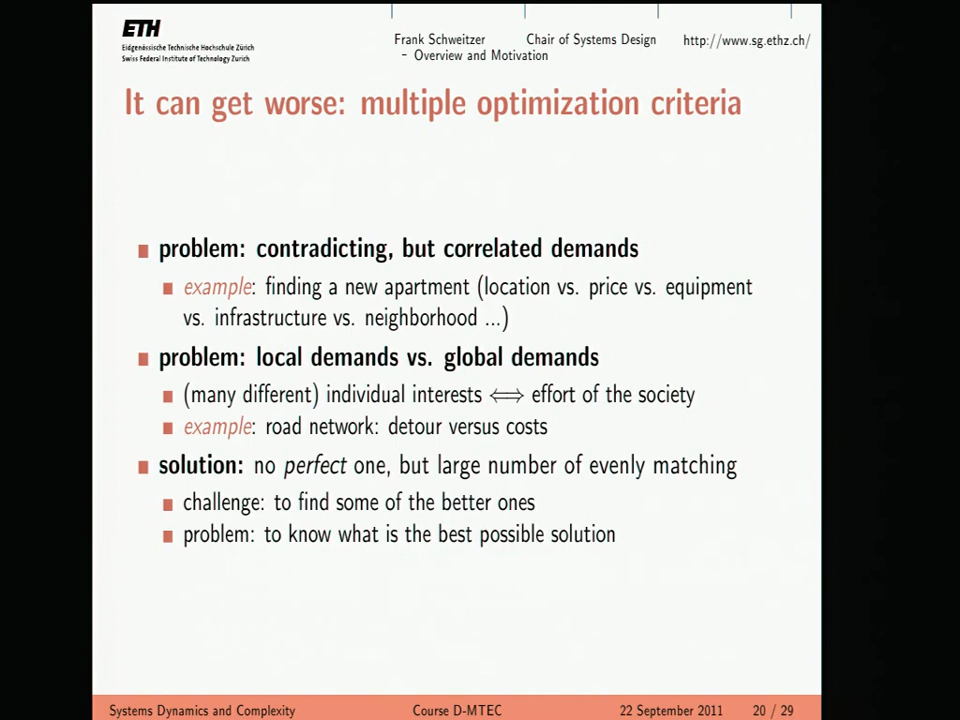 ETH
Eidgenössische Technische Hochschule Zürich
Swiss Federal Institute of Technology Zurich
Frank Schweitzer Chair of Systems Design http://www.sg.ethz.ch/
– Overview and Motivation
It can get worse: multiple optimization criteria
problem: contradicting, but correlated demands
example: finding a new apartment (location vs. price vs. equipment
vs. infrastructure vs. neighborhood ...)
problem: local demands vs. global demands
(many different) individual interests ⟺ effort of the society
example: road network: detour versus costs
solution: no perfect one, but large number of evenly matching
challenge: to find some of the better ones
problem: to know what is the best possible solution
Systems Dynamics and Complexity Course D-MTEC 22 September 2011 20 / 29